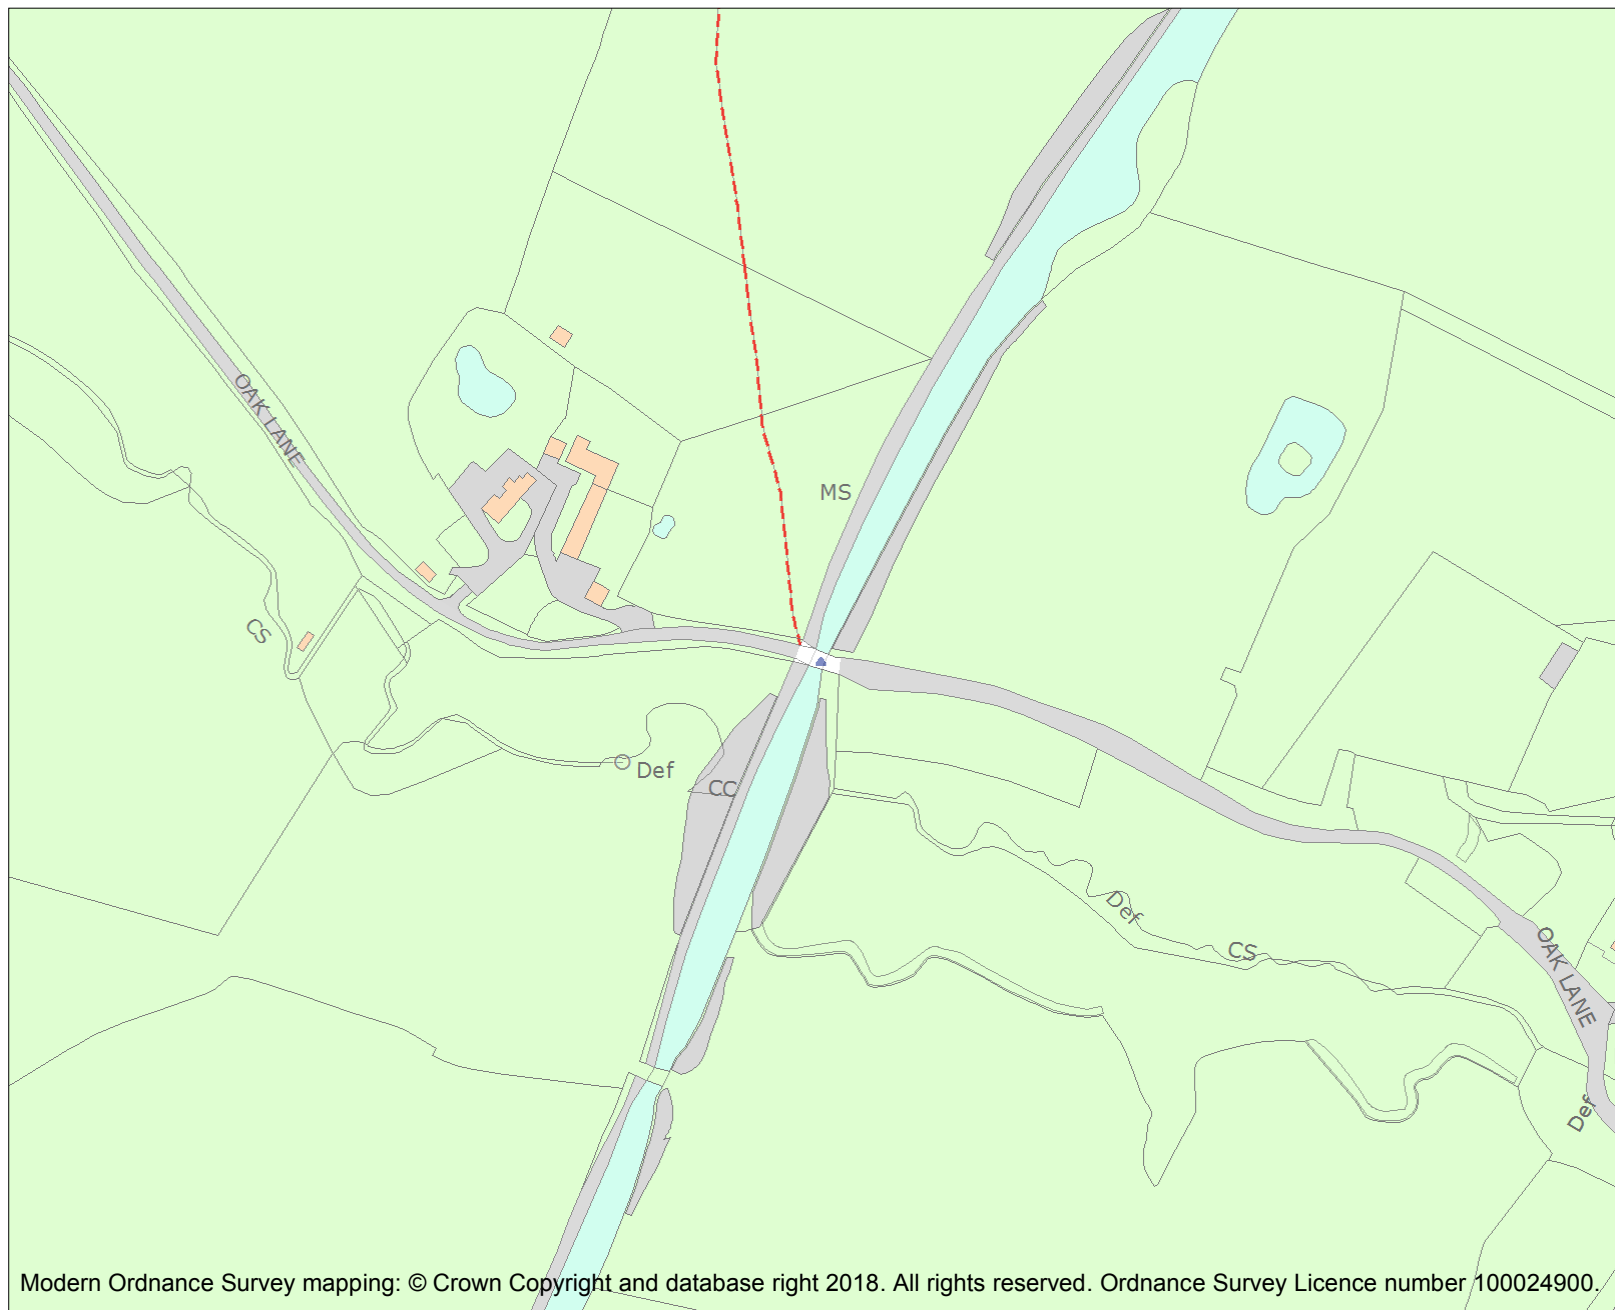 OAK LANE
MS
CS
Def
CC
Def
CS
OAK LANE
Def
Modern Ordnance Survey mapping: © Crown Copyright and database right 2018. All rights reserved. Ordnance Survey Licence number 100024900.